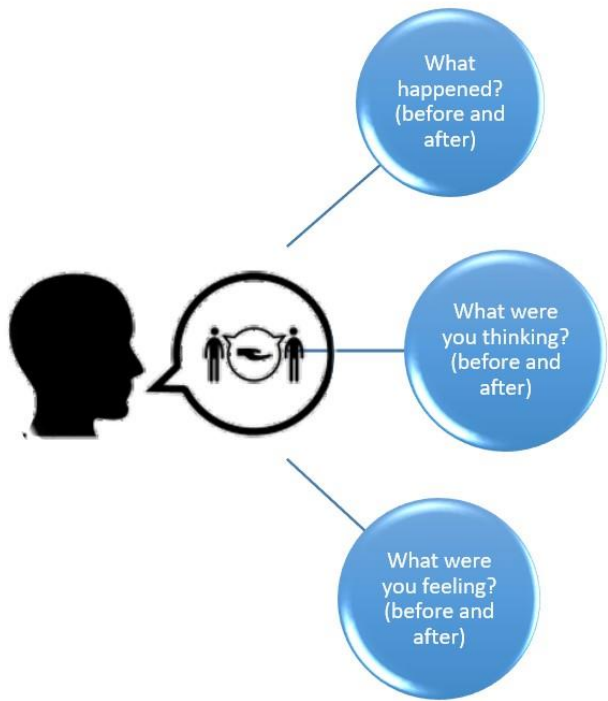 What
happened?
(before and
after)
What were
you thinking?
(before and
after)
What were
you feeling?
(before and
after)